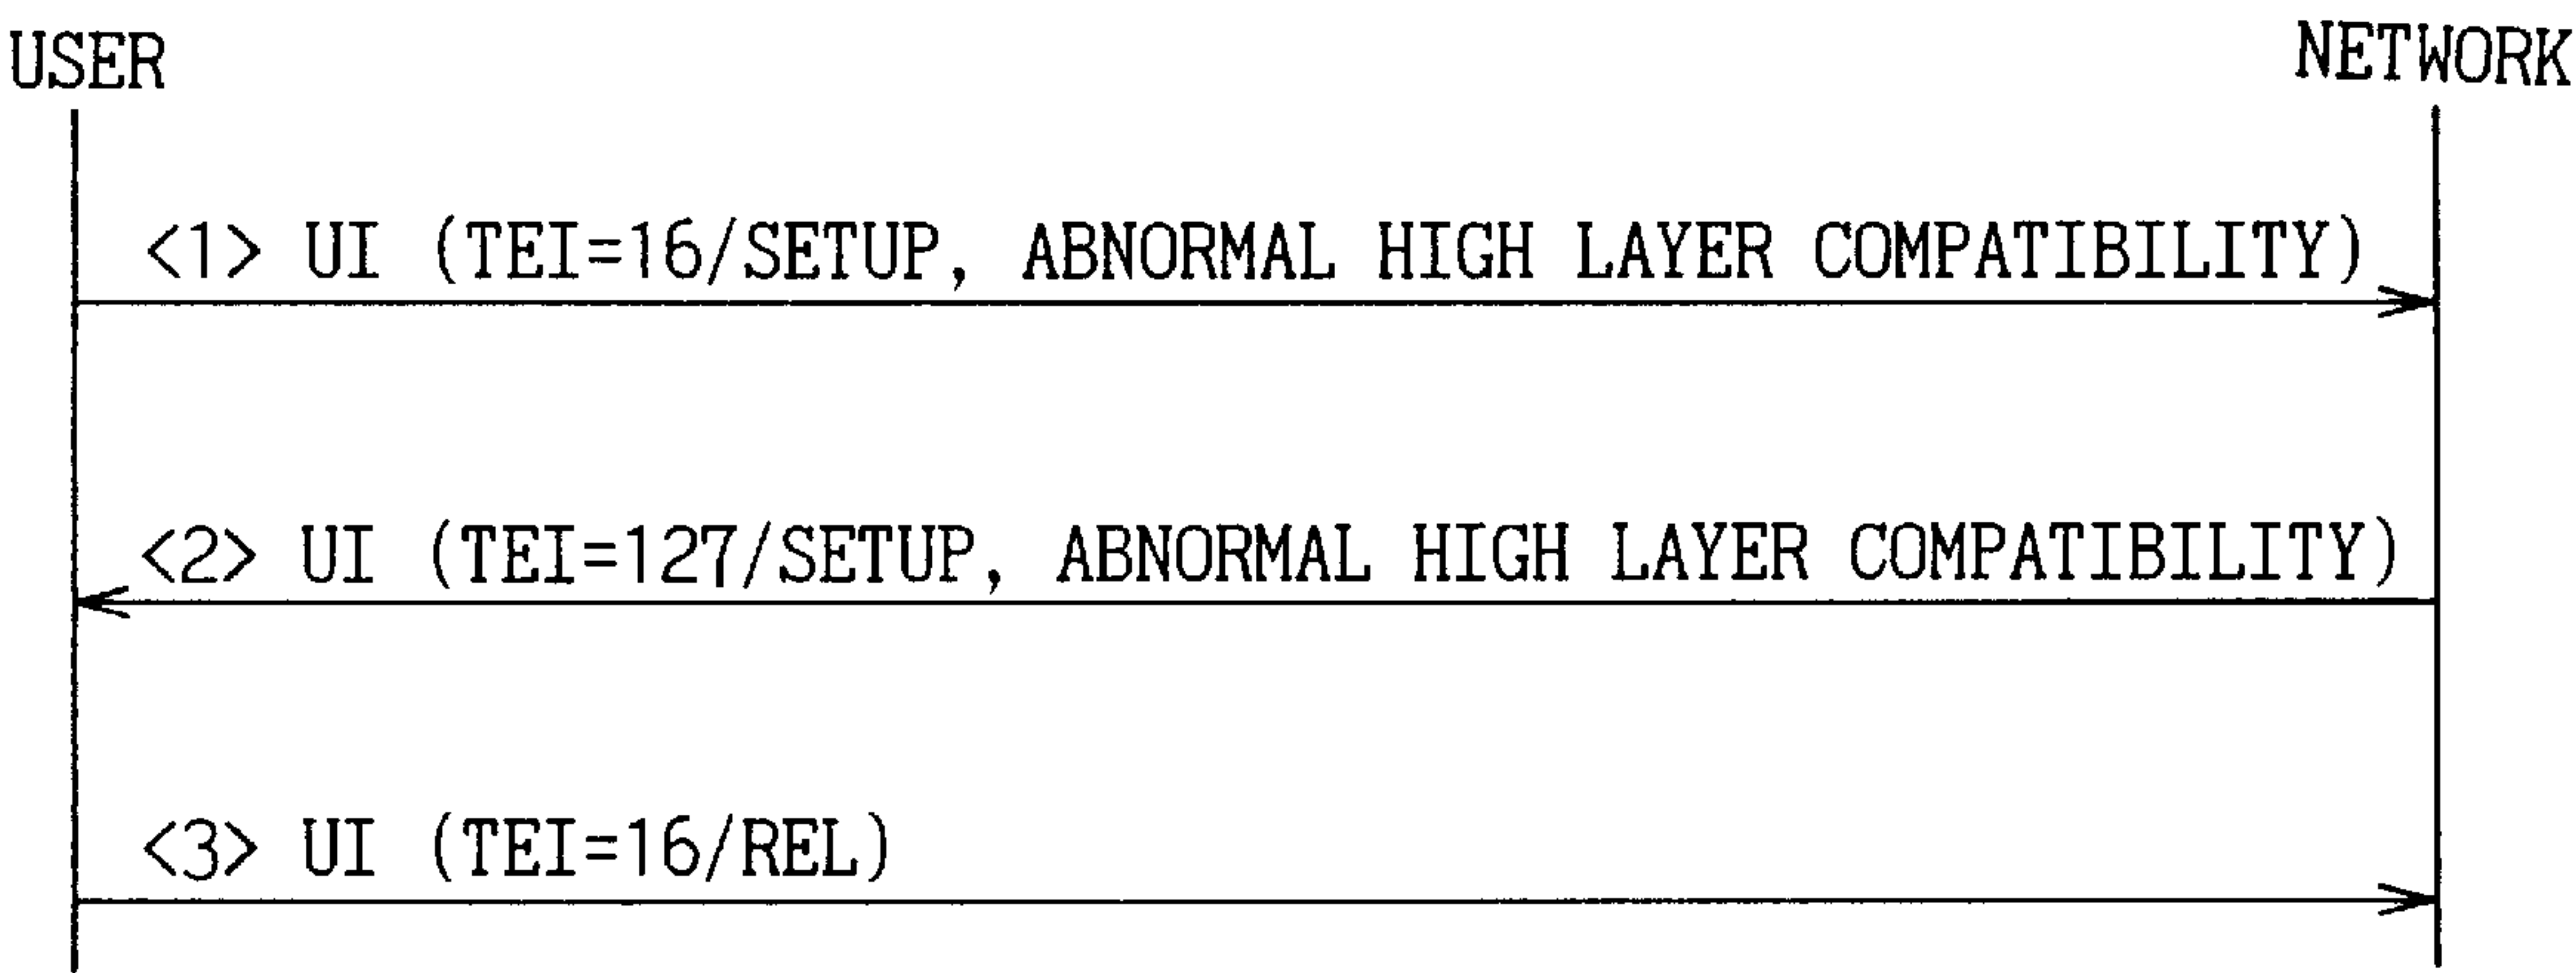 USER NETWORK
<1> UI (TEI=16/SETUP, ABNORMAL HIGH LAYER COMPATIBILITY)
<2> UI (TEI=127/SETUP, ABNORMAL HIGH LAYER COMPATIBILITY)
<3> UI (TEI=16/REL)